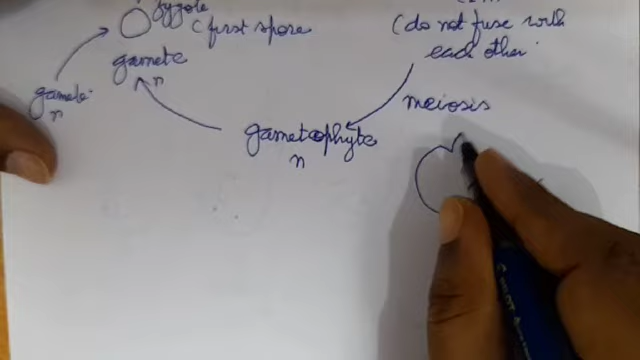 zygote
(first spore
(do not fuse with
each other.
gamete
n
gamete
n
meiosis
gametophyte
n